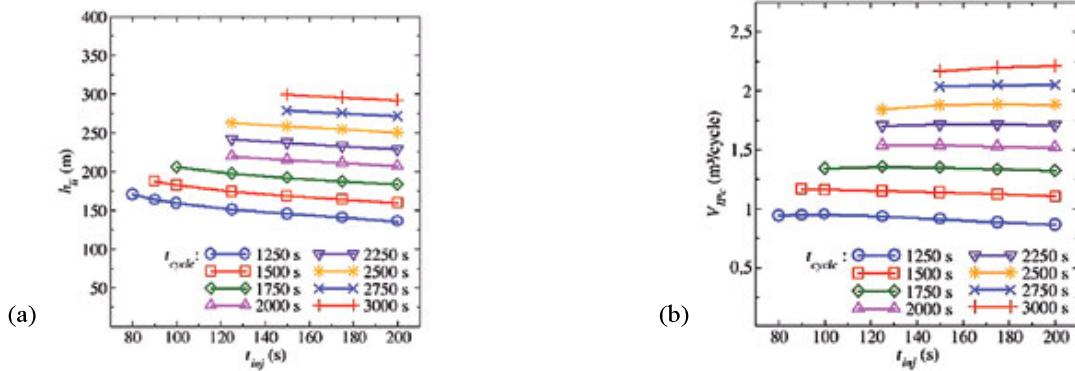 400
350
300
250
200
150
100
50
h_li (m)
t_cycle:
1250 s
1500 s
1750 s
2000 s
2250 s
2500 s
2750 s
3000 s
80 100 120 140 160 180 200
t_inj (s)
(a)
2,5
2
1,5
1
0,5
V_IPc (m³/cycle)
t_cycle:
1250 s
1500 s
1750 s
2000 s
2250 s
2500 s
2750 s
3000 s
80 100 120 140 160 180 200
t_inj (s)
(b)